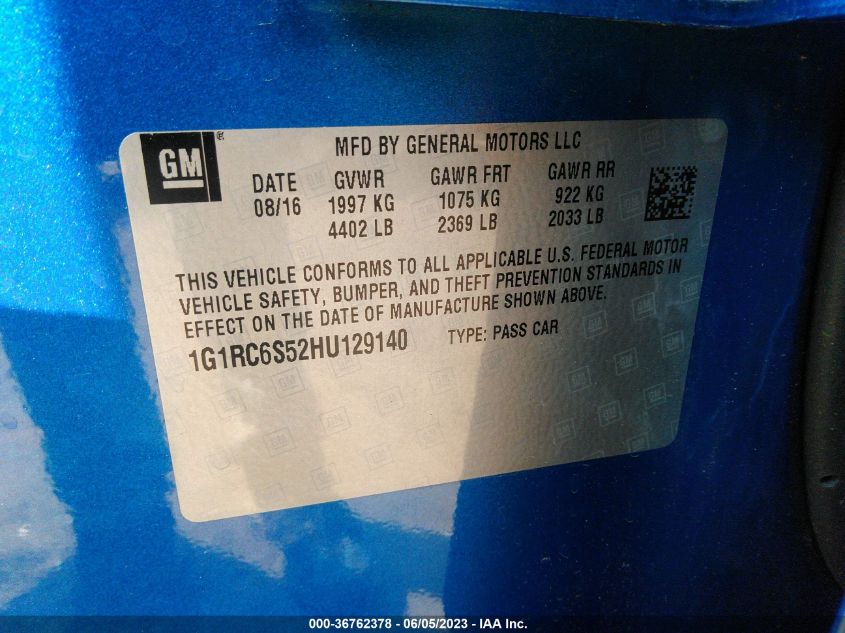 GM
MFD BY GENERAL MOTORS LLC
DATE GVWR GAWR FRT GAWR RR
08/16 1997 KG 1075 KG 922 KG
4402 LB 2369 LB 2033 LB
THIS VEHICLE CONFORMS TO ALL APPLICABLE U.S. FEDERAL MOTOR
VEHICLE SAFETY, BUMPER, AND THEFT PREVENTION STANDARDS IN
EFFECT ON THE DATE OF MANUFACTURE SHOWN ABOVE.
1G1RC6S52HU129140 TYPE: PASS CAR
000-36762378 - 06/05/2023 - IAA Inc.